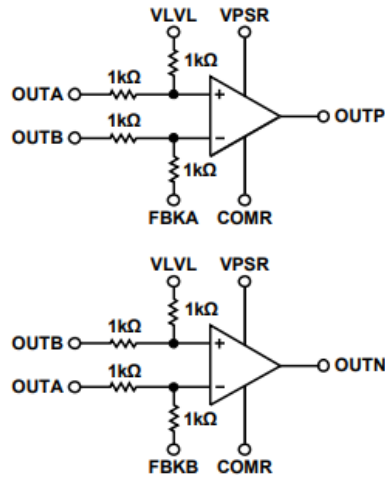 VLVL VPSR
1kΩ
1kΩ
OUTA
+
1kΩ
OUTP
OUTB
−
1kΩ
FBKA COMR
VLVL VPSR
1kΩ
1kΩ
OUTB
+
1kΩ
OUTN
OUTA
−
1kΩ
FBKB COMR